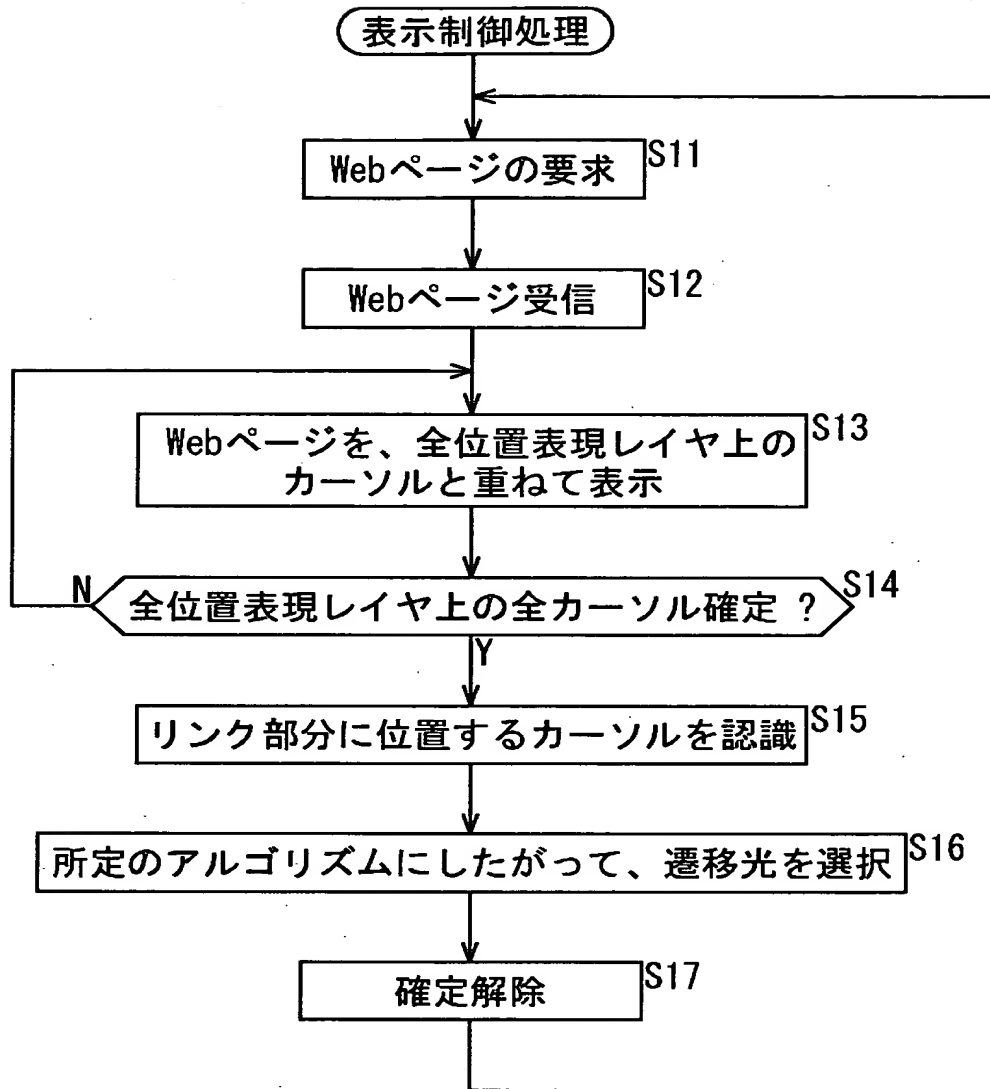 表示制御処理
Webページの要求
S11
Webページ受信
S12
Webページを、全位置表現レイヤ上の
カーソルと重ねて表示
S13
全位置表現レイヤ上の全カーソル確定 ?
S14
N
Y
リンク部分に位置するカーソルを認識
S15
所定のアルゴリズムにしたがって、遷移光を選択
S16
確定解除
S17